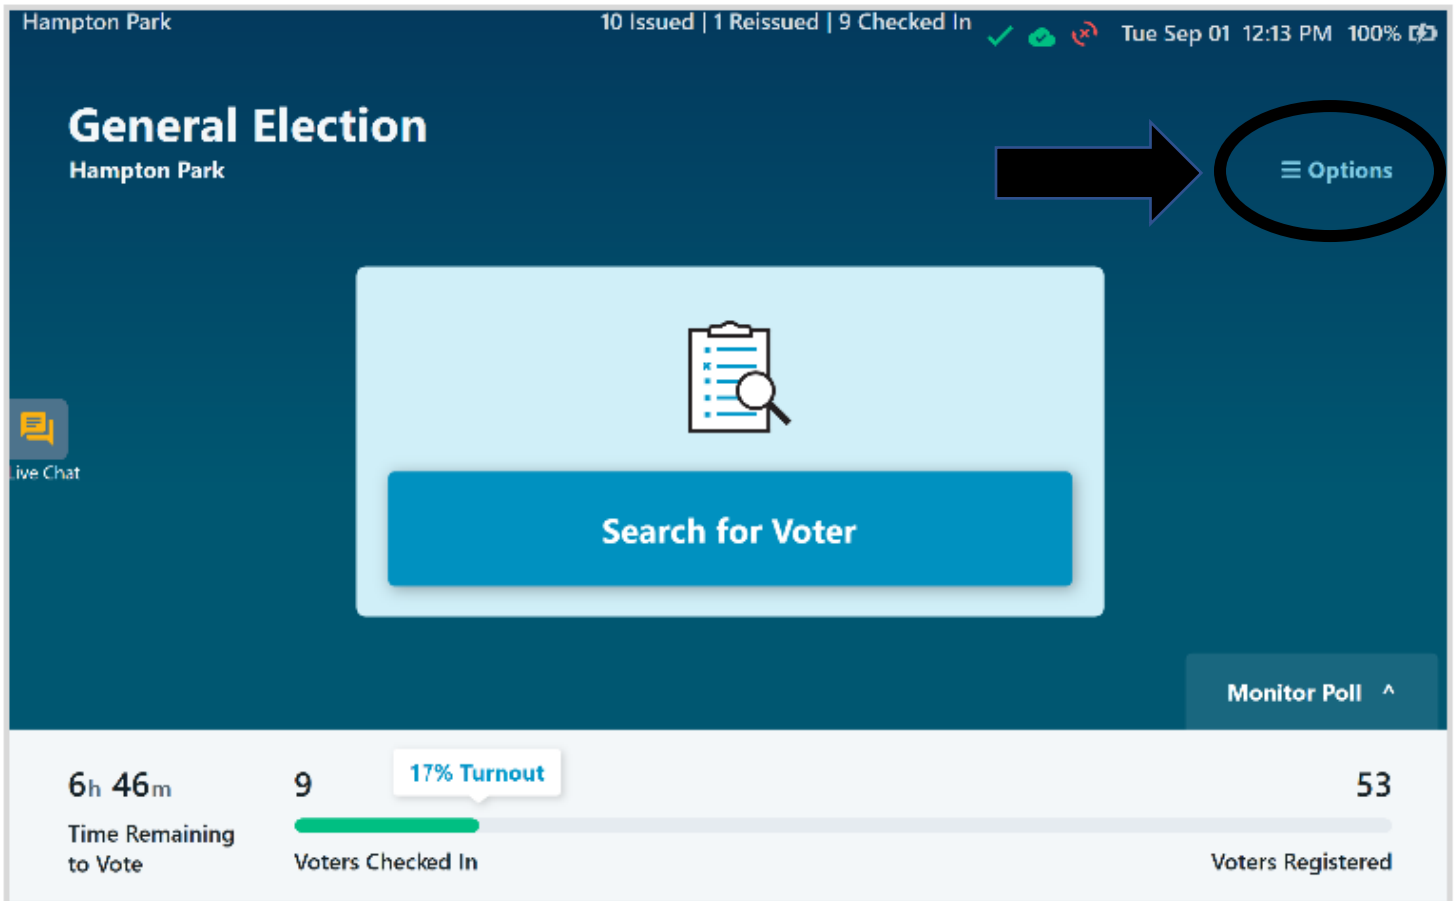 Hampton Park
10 Issued | 1 Reissued | 9 Checked In
Tue Sep 01 12:13 PM 100%
General Election
Hampton Park
☰ Options
Live Chat
Search for Voter
Monitor Poll ^
6h 46m
Time Remaining
to Vote
9
17% Turnout
53
Voters Checked In
Voters Registered